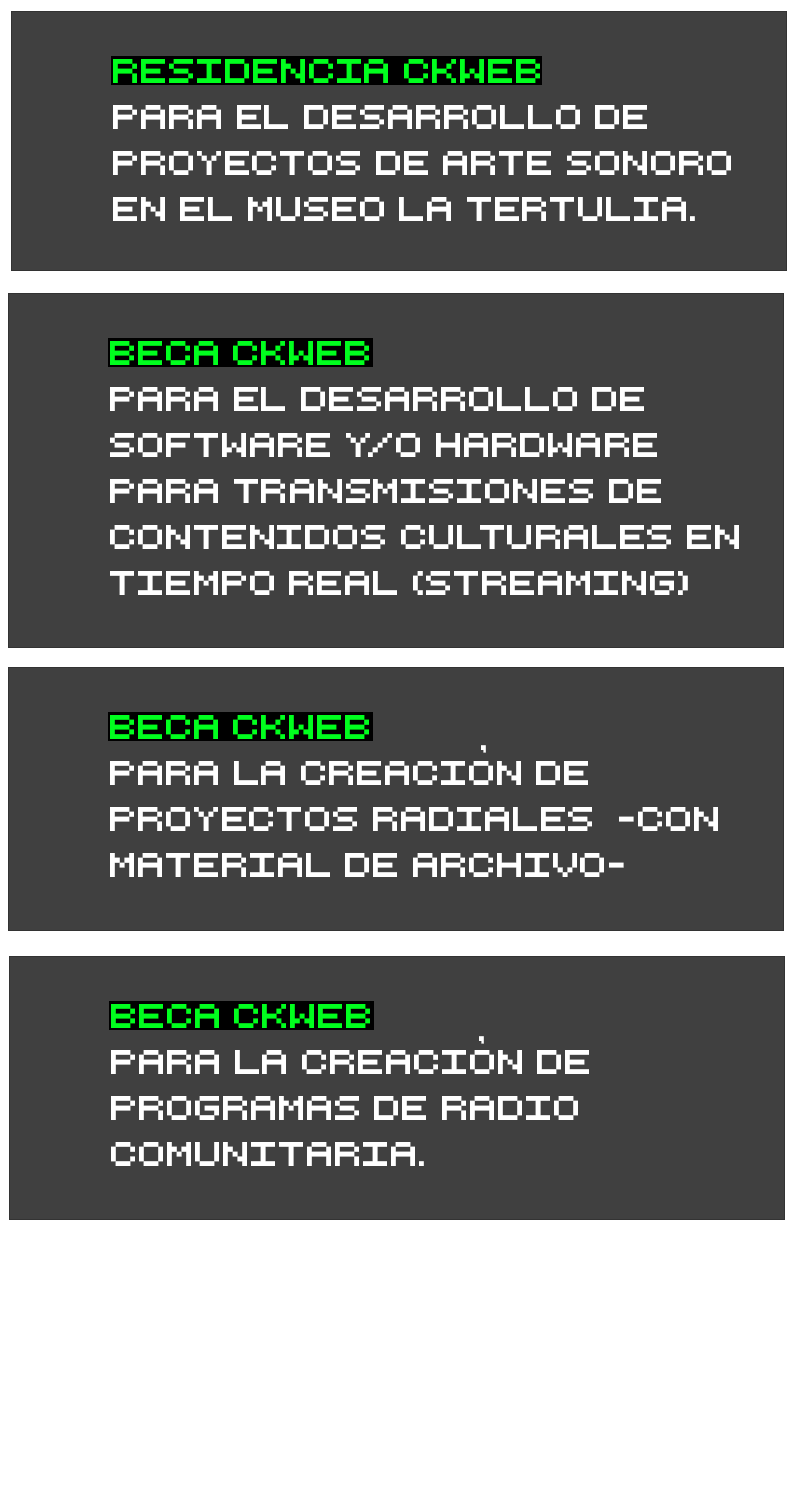 RESIDENCIA CKWEB
PARA EL DESARROLLO DE
PROYECTOS DE ARTE SONORO
EN EL MUSEO LA TERTULIA.
BECA CKWEB
PARA EL DESARROLLO DE
SOFTWARE Y/O HARDWARE
PARA TRANSMISIONES DE
CONTENIDOS CULTURALES EN
TIEMPO REAL (STREAMING)
BECA CKWEB
PARA LA CREACIÓN DE
PROYECTOS RADIALES -CON
MATERIAL DE ARCHIVO-
BECA CKWEB
PARA LA CREACIÓN DE
PROGRAMAS DE RADIO
COMUNITARIA.